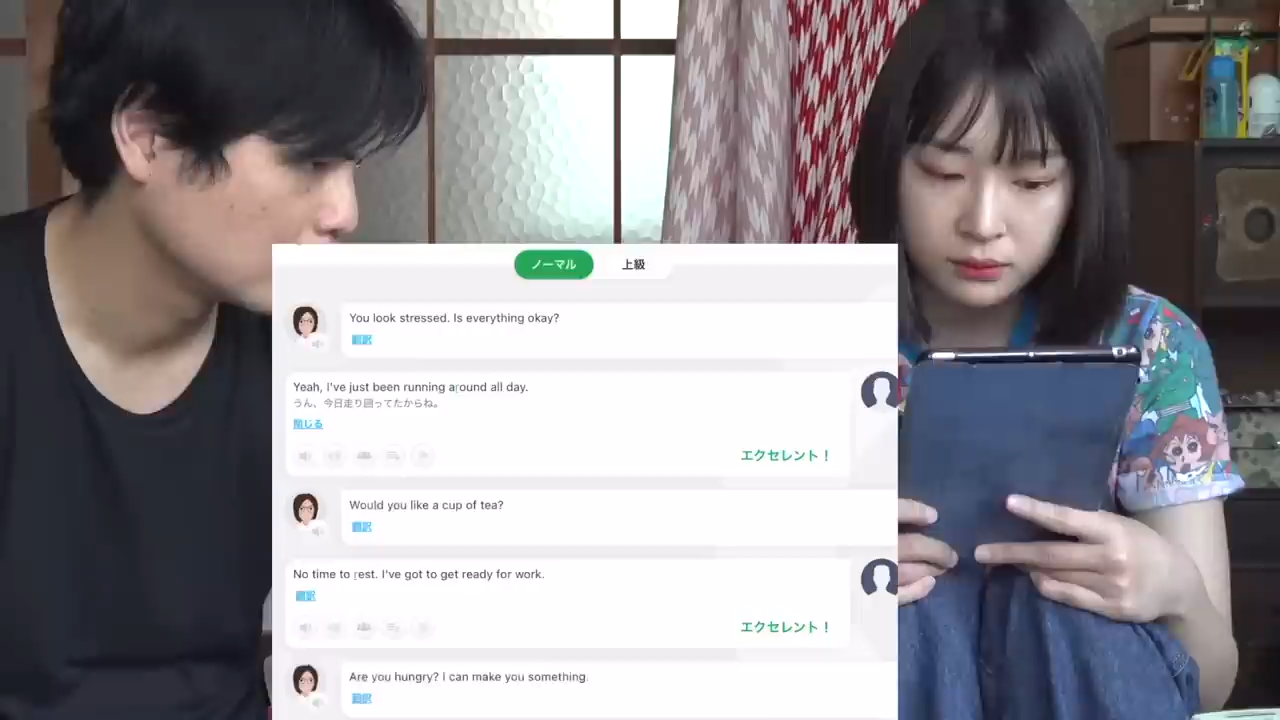 ノーマル 上級
You look stressed. Is everything okay?
翻訳
Yeah, I've just been running around all day.
うん、今日走り回ってたからね。
閉じる
エクセレント！
Would you like a cup of tea?
翻訳
No time to rest. I've got to get ready for work.
翻訳
エクセレント！
Are you hungry? I can make you something.
翻訳